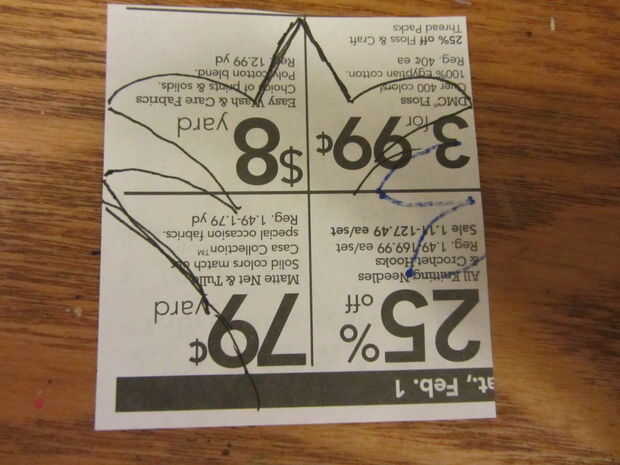 at., Feb. 1
25% off
All Knitting Needles
& Crochet Hooks
Reg. 1.49-169.99 ea/set
Sale 1.11-127.49 ea/set
79¢ yard
Matte Net & Tulle
Solid colors match our
Casa Collection™
special occasion fabrics.
Reg. 1.49-1.79 yd
3 for 99¢
DMC® Floss
Over 400 colors!
100% Egyptian cotton.
Reg. 40¢ ea
25% off Floss & Craft
Thread Packs
$8 yard
Easy Wash & Care Fabrics
Choice of prints & solids.
Poly/cotton blend.
Reg. 12.99 yd